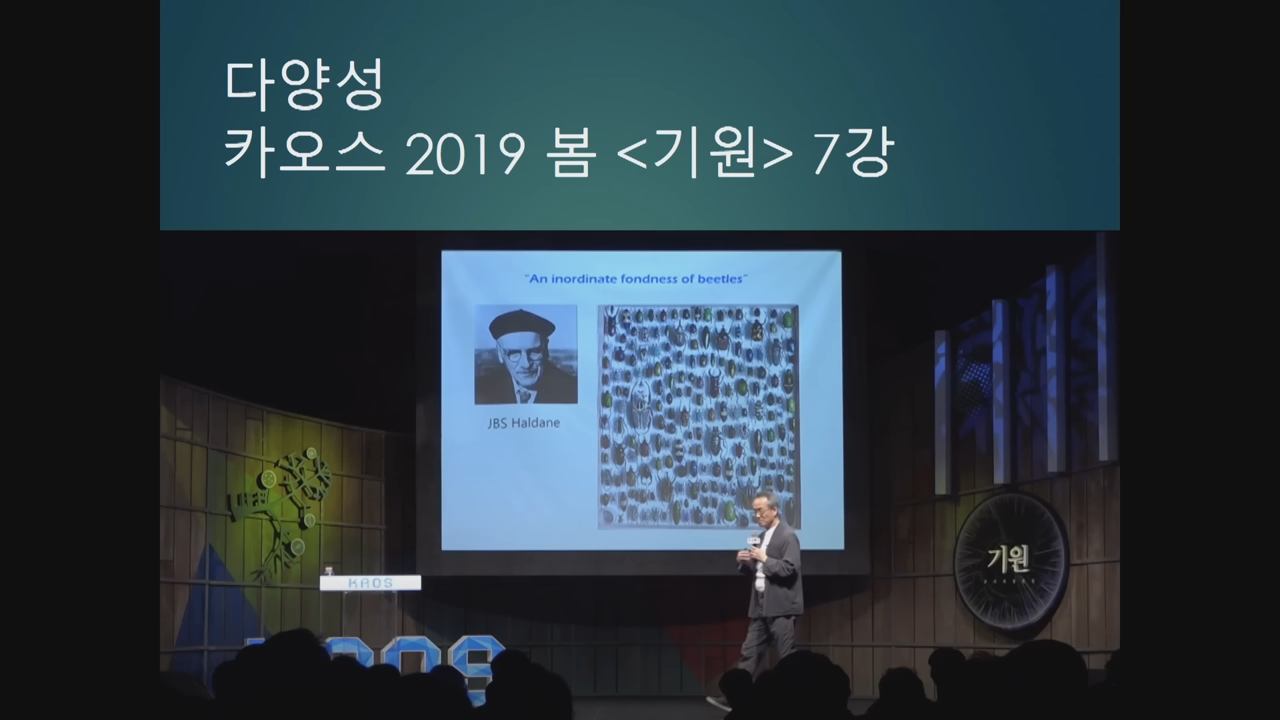 다양성
카오스 2019 봄 <기원> 7강
"An inordinate fondness of beetles"
JBS Haldane
KAOS
기원